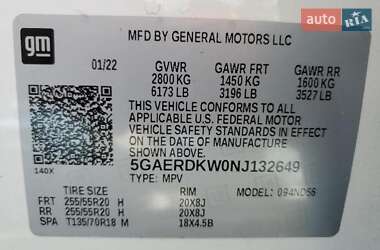 auto RIA
gm
MFD BY GENERAL MOTORS LLC
01/22 GVWR GAWR FRT GAWR RR
2800 KG 1450 KG 1600 KG
6173 LB 3196 LB 3527 LB
THIS VEHICLE CONFORMS TO ALL
APPLICABLE U.S. FEDERAL MOTOR
VEHICLE SAFETY STANDARDS IN EFFECT
ON THE DATE OF MANUFACTURE
SHOWN ABOVE.
5GAERDKW0NJ132649
140X TYPE: MPV MODEL: 094ND56
TIRE SIZE RIM
FRT 255/55R20 H 20X8J
RR 255/55R20 H 20X8J
SPA T135/70R18 M 18X4.5B